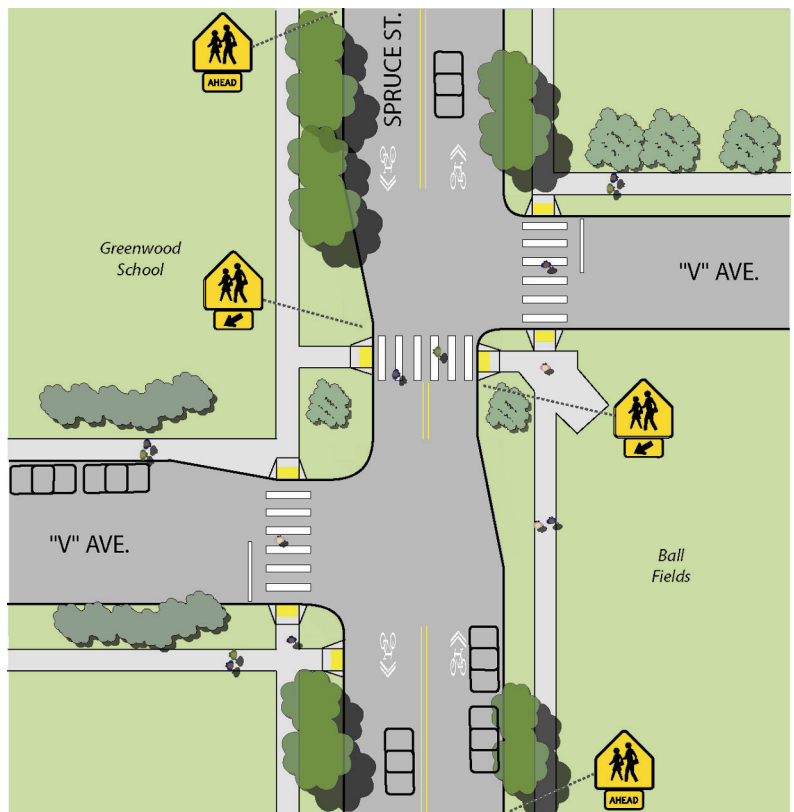 AHEAD
SPRUCE ST.
Greenwood
School
"V" AVE.
"V" AVE.
Ball
Fields
AHEAD